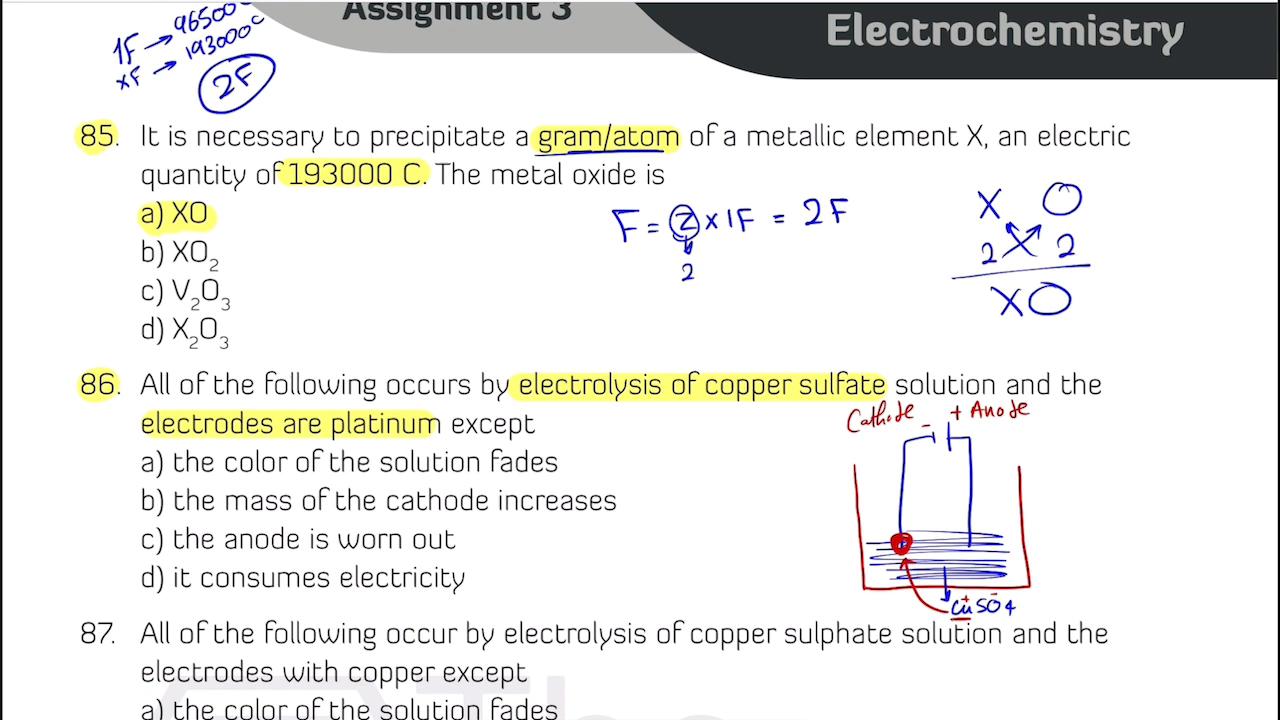 Assignment 3
Electrochemistry
1F → 96500C
xF → 193000C
2F
85. It is necessary to precipitate a gram/atom of a metallic element X, an electric
quantity of 193000 C. The metal oxide is
a) XO
b) XO₂
c) V₂O₃
d) X₂O₃
F = Z × 1F = 2F
2
X O
2 2
XO
86. All of the following occurs by electrolysis of copper sulfate solution and the
electrodes are platinum except
a) the color of the solution fades
b) the mass of the cathode increases
c) the anode is worn out
d) it consumes electricity
Cathode - + Anode
Cu⁺SO₄⁻
87. All of the following occur by electrolysis of copper sulphate solution and the
electrodes with copper except
a) the color of the solution fades